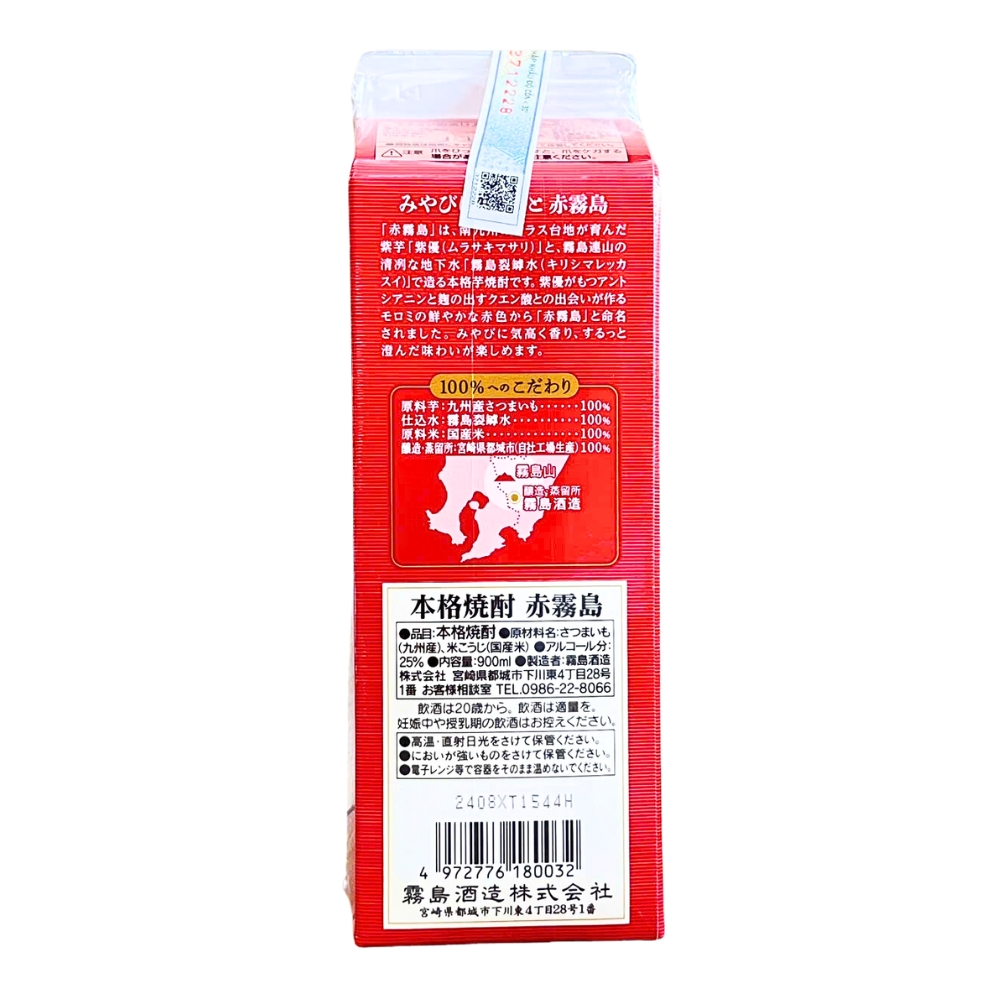 27.12228
⚠注意
みやび
と 赤霧島
「赤霧島」は、南九州
ラス台地が育んだ
紫芋「紫優(ムラサキマサリ)」と、霧島連山の
清冽な地下水「霧島裂罅水(キリシマレッカ
スイ)」で造る本格芋焼酎です。紫優がもつアント
シアニンと麹の出すクエン酸との出会いが作る
モロミの鮮やかな赤色から「赤霧島」と命名
されました。みやびに気高く香り、するっと
澄んだ味わいが楽しめます。
100%へのこだわり
原料芋:九州産さつまいも・・・・・・100%
仕込水:霧島裂罅水・・・・・・・・・・100%
原料米:国産米・・・・・・・・・・・・・100%
醸造・蒸留所:宮崎県都城市(自社工場生産)100%
霧島山
醸造、蒸留所
霧島酒造
本格焼酎 赤霧島
●品目:本格焼酎●原材料名:さつまいも
(九州産)、米こうじ(国産米) ●アルコール分:
25% ●内容量:900ml ●製造者:霧島酒造
株式会社 宮崎県都城市下川東4丁目28号
1番 お客様相談室 TEL.0986-22-8066
飲酒は20歳から。飲酒は適量を。
妊娠中や授乳期の飲酒はお控えください。
●高温・直射日光をさけて保管ください。
●においが強いものをさけて保管ください。
●電子レンジ等で容器をそのまま温めないでください。
2408XT1544H
4 972776 180032
霧島酒造株式会社
宮崎県都城市下川東4丁目28号1番